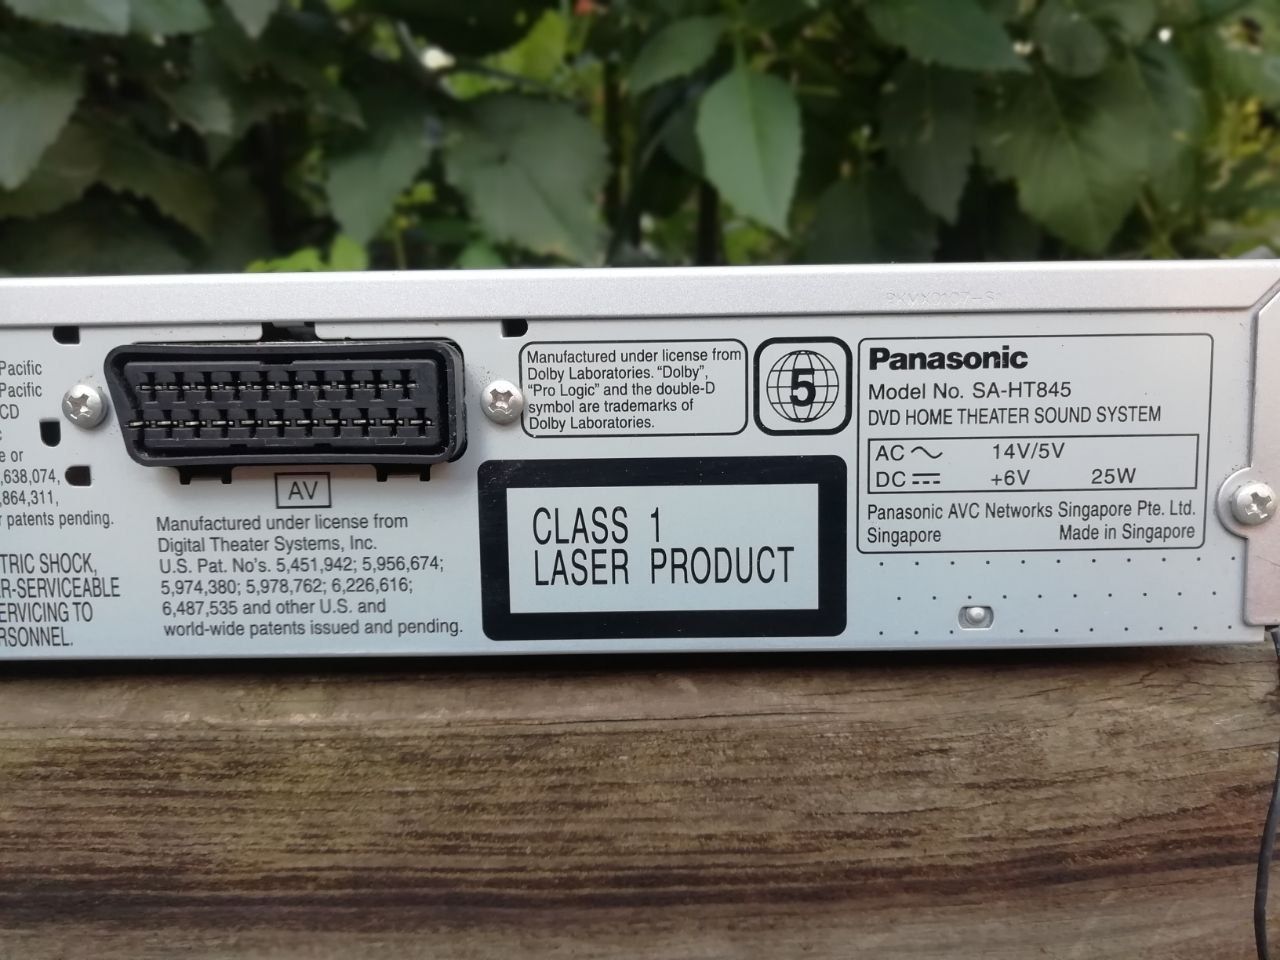 Pacific
Pacific
CD
e or
,638,074,
,864,311,
r patents pending.
TRIC SHOCK,
R-SERVICEABLE
ERVICING TO
RSONNEL.
AV
Manufactured under license from
Digital Theater Systems, Inc.
U.S. Pat. No's. 5,451,942; 5,956,674;
5,974,380; 5,978,762; 6,226,616;
6,487,535 and other U.S. and
world-wide patents issued and pending.
Manufactured under license from
Dolby Laboratories. "Dolby",
"Pro Logic" and the double-D
symbol are trademarks of
Dolby Laboratories.
5
CLASS 1
LASER PRODUCT
Panasonic
Model No. SA-HT845
DVD HOME THEATER SOUND SYSTEM
AC 14V/5V
DC +6V 25W
Panasonic AVC Networks Singapore Pte. Ltd.
Singapore Made in Singapore